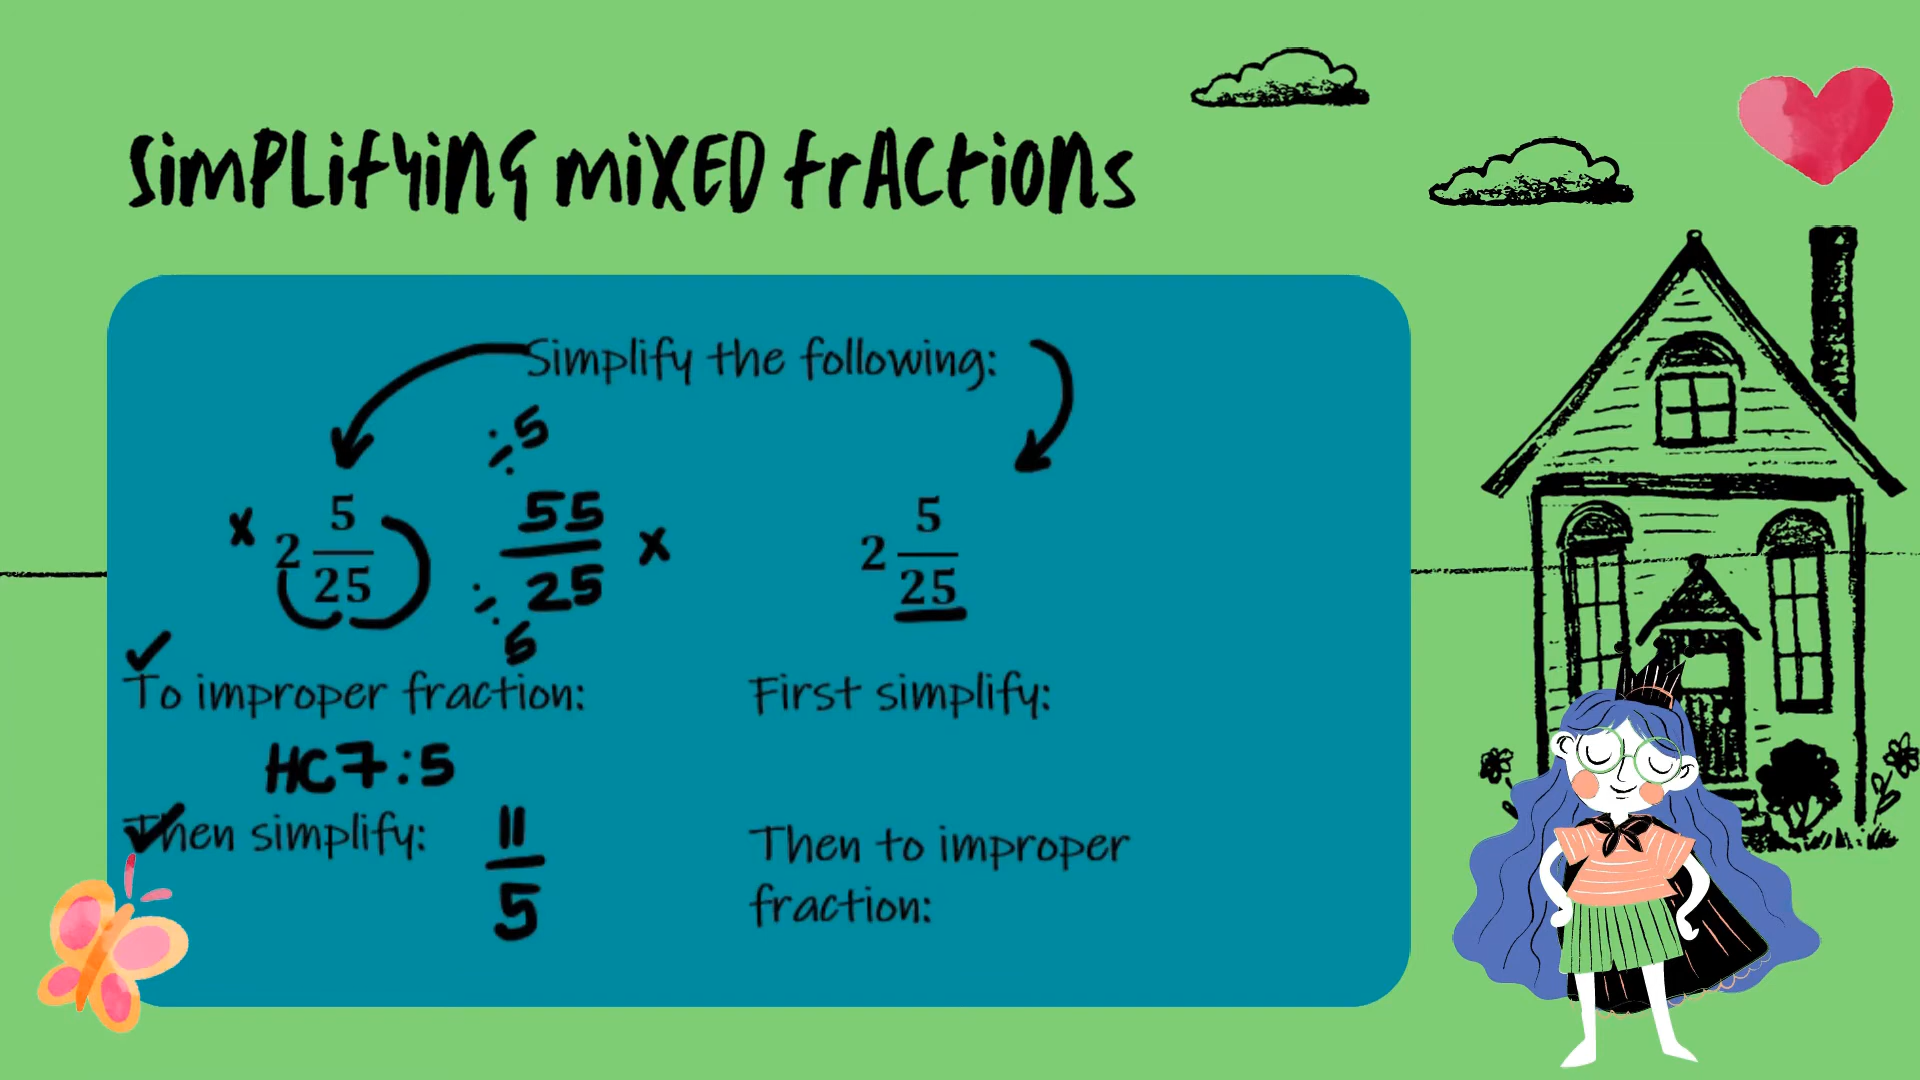 SimPLifying mixED frActions
Simplify the following:
÷5
x 2 5/25 55/25 x
÷5
2 5/25
To improper fraction:
HCF:5
Then simplify: 11/5
First simplify:
Then to improper
fraction: